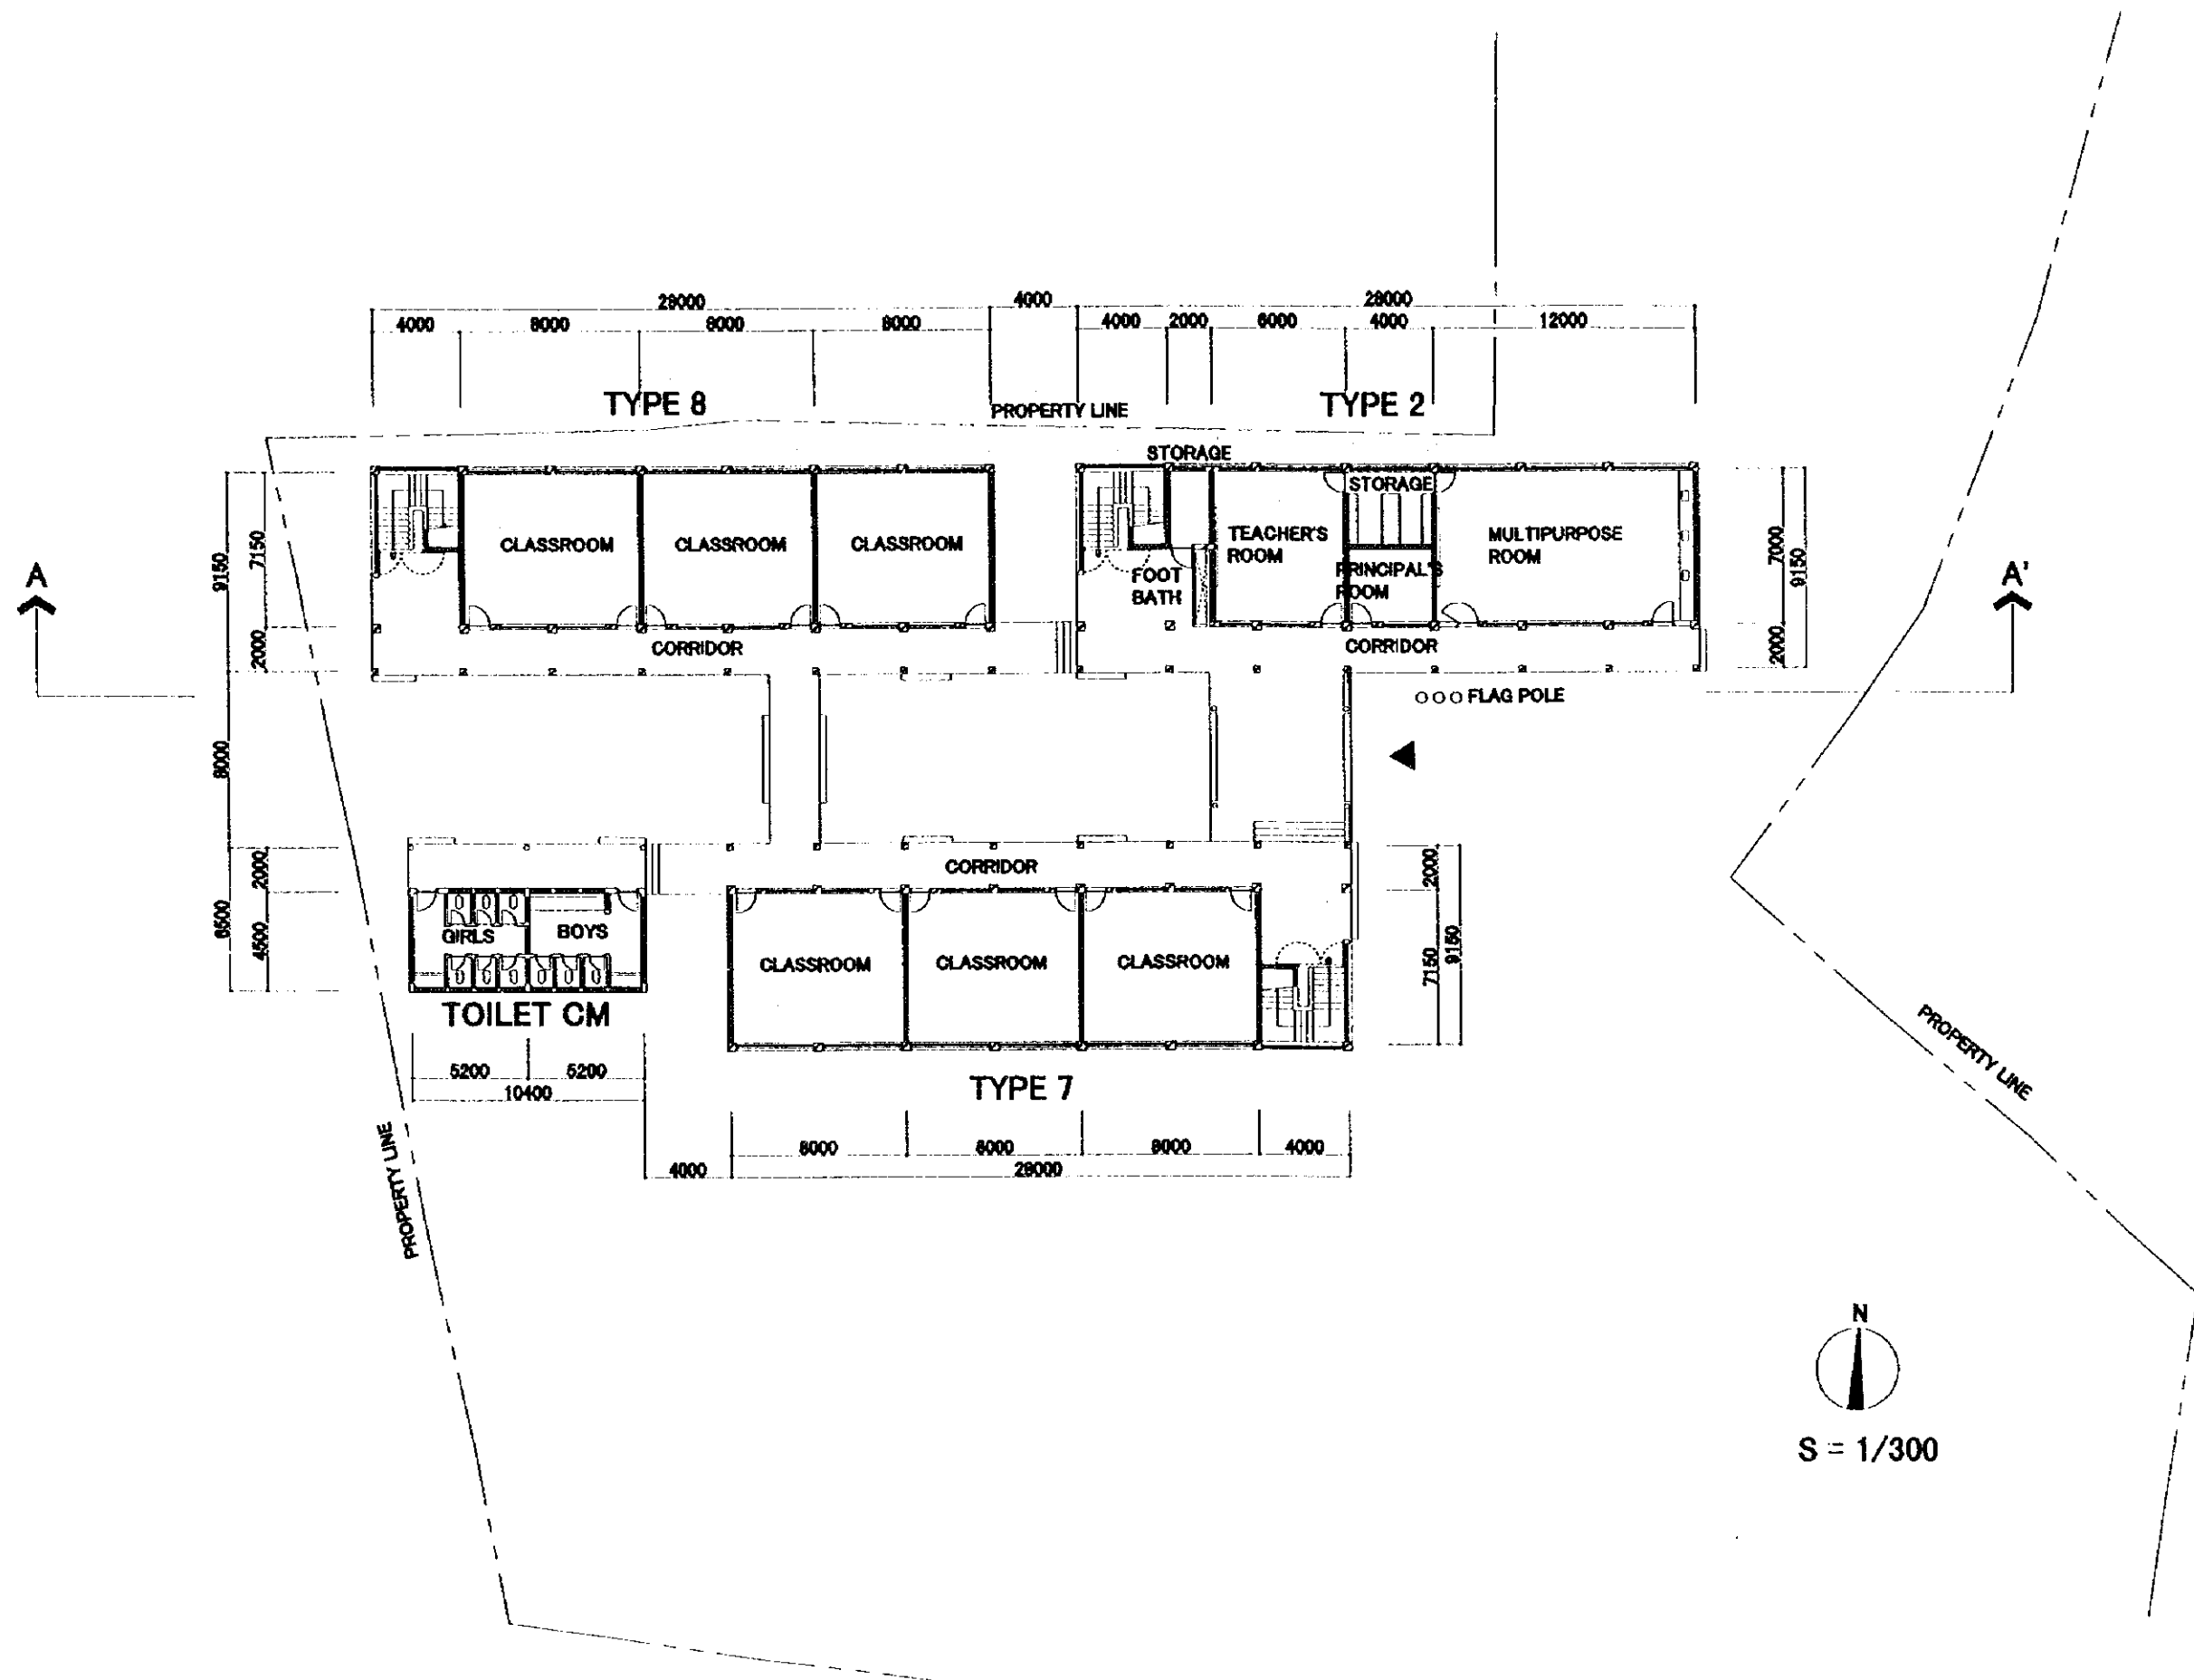 28000
4000
28000
4000
8000
8000
8000
4000
2000
6000
4000
12000
TYPE 8
TYPE 2
PROPERTY LINE
STORAGE
STORAGE
CLASSROOM
CLASSROOM
CLASSROOM
TEACHER'S
ROOM
MULTIPURPOSE
ROOM
FOOT
BATH
PRINCIPAL'S
ROOM
9150
7150
2000
7000
9150
2000
A
A'
CORRIDOR
CORRIDOR
FLAG POLE
8000
CORRIDOR
2000
6500
4500
2000
7150
9150
GIRLS
BOYS
CLASSROOM
CLASSROOM
CLASSROOM
TOILET CM
5200
5200
10400
TYPE 7
PROPERTY LINE
PROPERTY LINE
8000
8000
8000
4000
4000
28000
N
S = 1/300